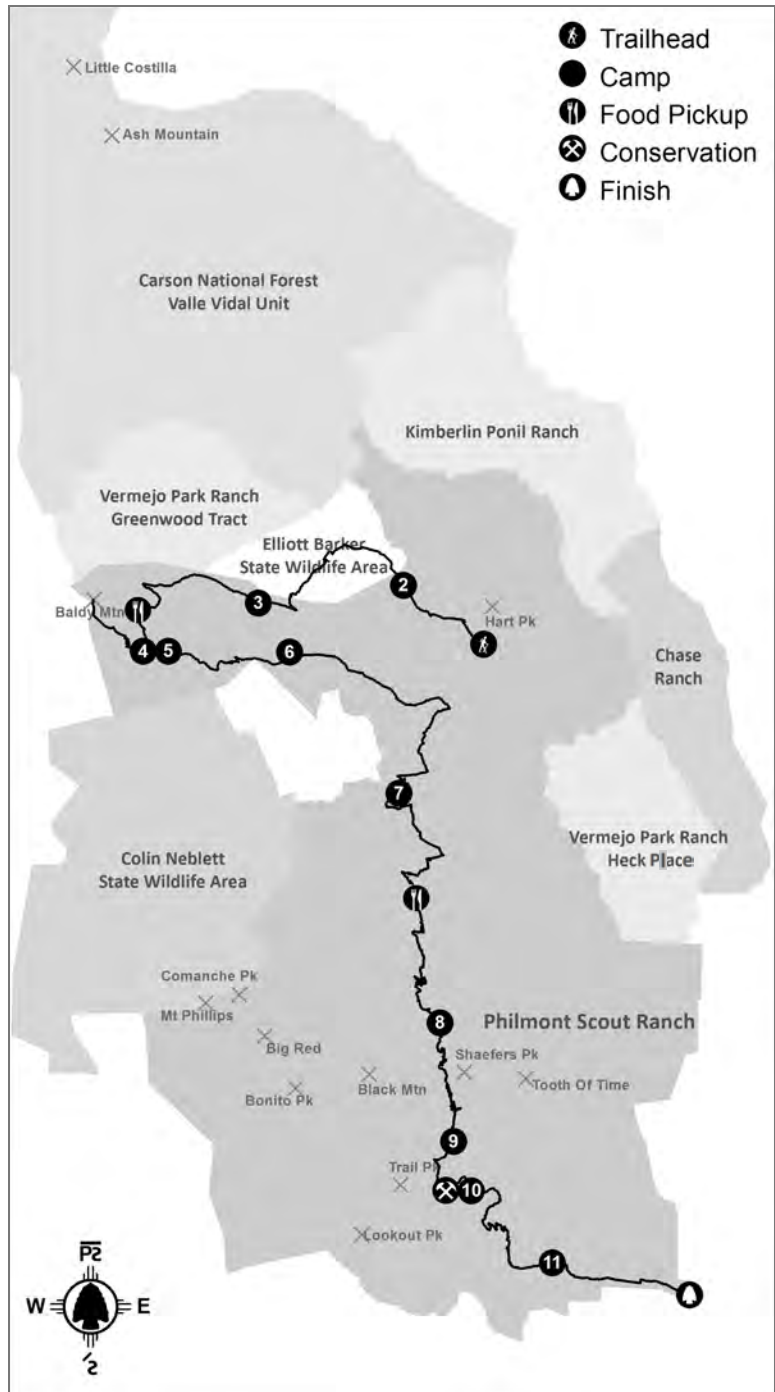 Trailhead
Camp
Food Pickup
Conservation
Finish
Little Costilla
Ash Mountain
Carson National Forest
Valle Vidal Unit
Kimberlin Ponil Ranch
Vermejo Park Ranch
Greenwood Tract
Elliott Barker
State Wildlife Area
2
3
Baldy Mtn
Hart Pk
4
5
6
Chase
Ranch
7
Vermejo Park Ranch
Heck Place
Colin Neblett
State Wildlife Area
Comanche Pk
Mt Phillips
8
Philmont Scout Ranch
Big Red
Shaefers Pk
Black Mtn
Tooth Of Time
Bonito Pk
9
Trail Pk
10
Lookout Pk
11
W
E